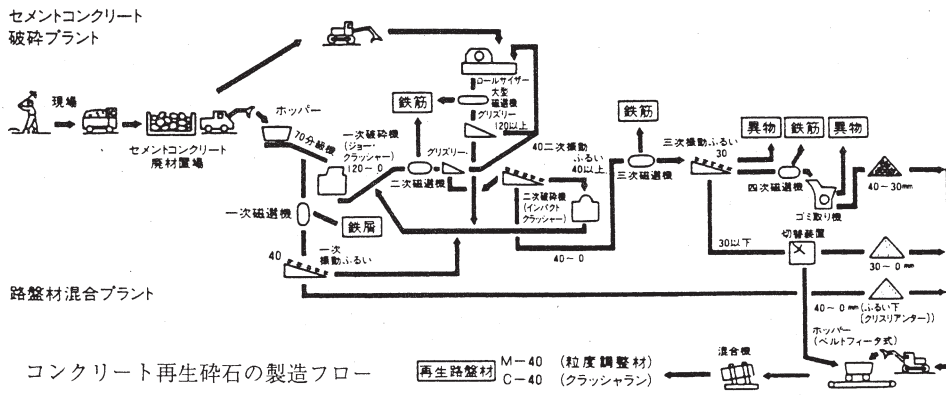 セメントコンクリート
破砕プラント
現場
セメントコンクリート
廃材置場
ホッパー
70分級機
一次破砕機
(ジョー・
クラッシャー)
120〜0
一次磁選機
鉄屑
40
一次
振動ふるい
ロールサイザー
大型
磁選機
鉄筋
グリズリー
120以上
グリズリー
二次磁選機
40二次振動
ふるい
40以上
二次破砕機
(インパクト
クラッシャー)
40〜0
鉄筋
三次磁選機
三次振動ふるい
30
異物
鉄筋
異物
四次磁選機
ゴミ取り機
40〜30mm
30以下
切替装置
30〜0mm
40〜0mm(ふるい下
(クリスリアンター))
ホッパー
(ベルトフィータ式)
混合機
路盤材混合プラント
再生路盤材
M−40 (粒度調整材)
C−40 (クラッシャラン)
コンクリート再生砕石の製造フロー